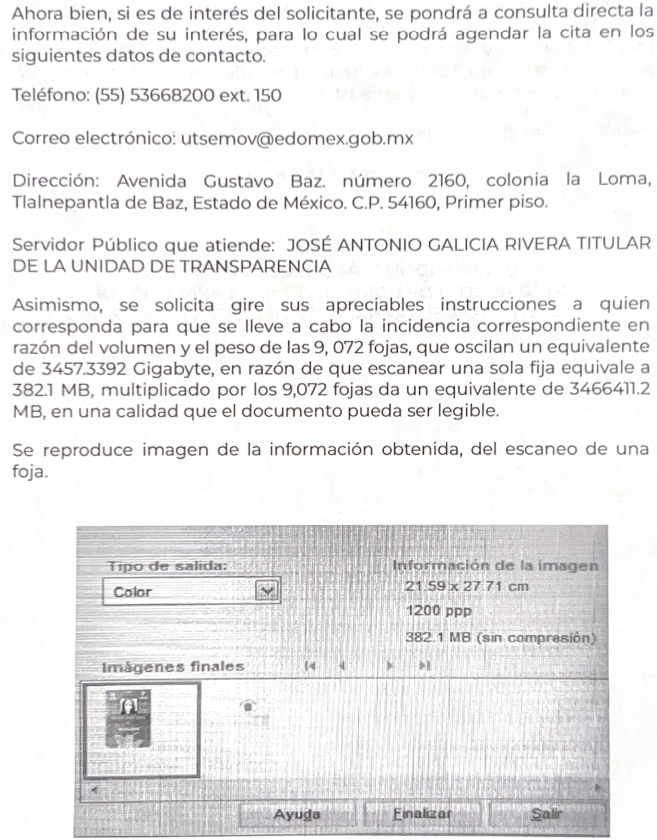 Ahora bien, si es de interés del solicitante, se pondrá a consulta directa la
información de su interés, para lo cual se podrá agendar la cita en los
siguientes datos de contacto.
Teléfono: (55) 53668200 ext. 150
Correo electrónico: utsemov@edomex.gob.mx
Dirección: Avenida Gustavo Baz. número 2160, colonia la Loma,
Tlalnepantla de Baz, Estado de México. C.P. 54160, Primer piso.
Servidor Público que atiende: JOSÉ ANTONIO GALICIA RIVERA TITULAR
DE LA UNIDAD DE TRANSPARENCIA
Asimismo, se solicita gire sus apreciables instrucciones a quien
corresponda para que se lleve a cabo la incidencia correspondiente en
razón del volumen y el peso de las 9, 072 fojas, que oscilan un equivalente
de 3457.3392 Gigabyte, en razón de que escanear una sola fija equivale a
382.1 MB, multiplicado por los 9,072 fojas da un equivalente de 3466411.2
MB, en una calidad que el documento pueda ser legible.
Se reproduce imagen de la información obtenida, del escaneo de una
foja.
Tipo de salida:
Información de la imagen
Color
21.59 x 27.71 cm
1200 ppp
382.1 MB (sin compresión)
Imágenes finales
Ayuda
Finalizar
Salir